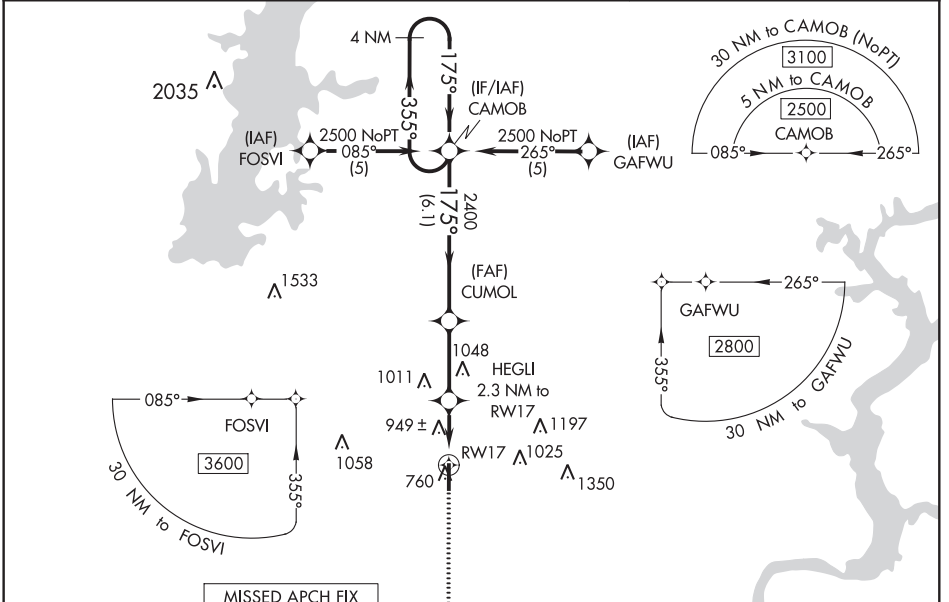 4 NM
175°
355°
(IF/IAF)
CAMOB
2035
(IAF)
FOSVI
2500 NoPT
085°
(5)
2500 NoPT
265°
(5)
(IAF)
GAFWU
30 NM to CAMOB (NoPT)
3100
5 NM to CAMOB
2500
CAMOB
085°
265°
2400
175°
(6.1)
1533
(FAF)
CUMOL
265°
GAFWU
2800
355°
30 NM to GAFWU
1048
1011
HEGLI
2.3 NM to
RW17
949 ±
1197
RW17
1025
760
1350
1058
085°
FOSVI
3600
355°
30 NM to FOSVI
MISSED APCH FIX